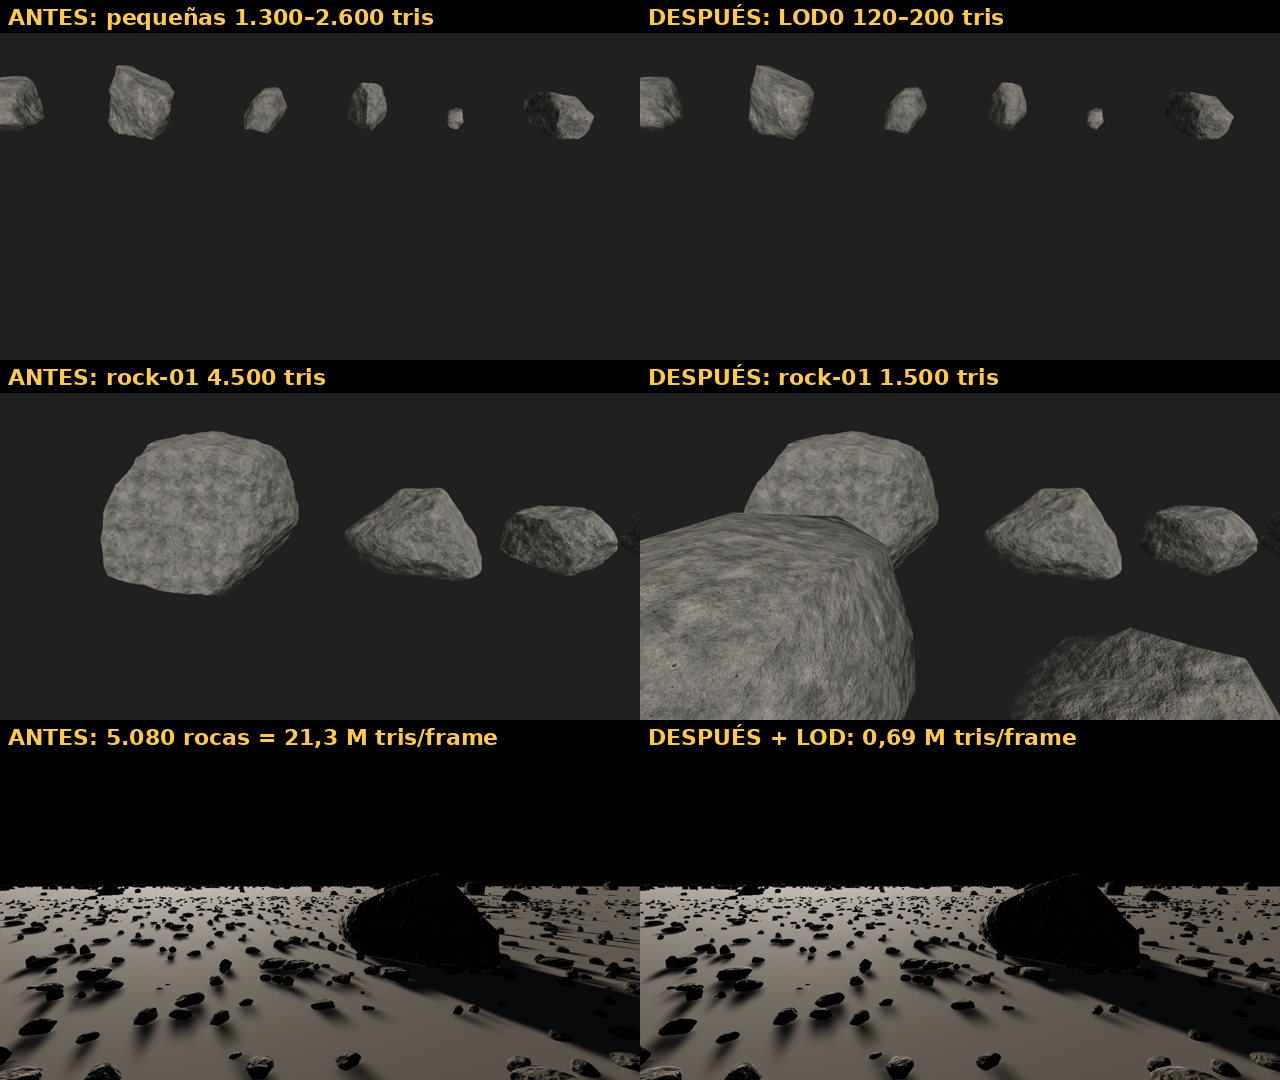 ANTES: pequeñas 1.300–2.600 tris
DESPUÉS: LOD0 120–200 tris
ANTES: rock-01 4.500 tris
DESPUÉS: rock-01 1.500 tris
ANTES: 5.080 rocas = 21,3 M tris/frame
DESPUÉS + LOD: 0,69 M tris/frame